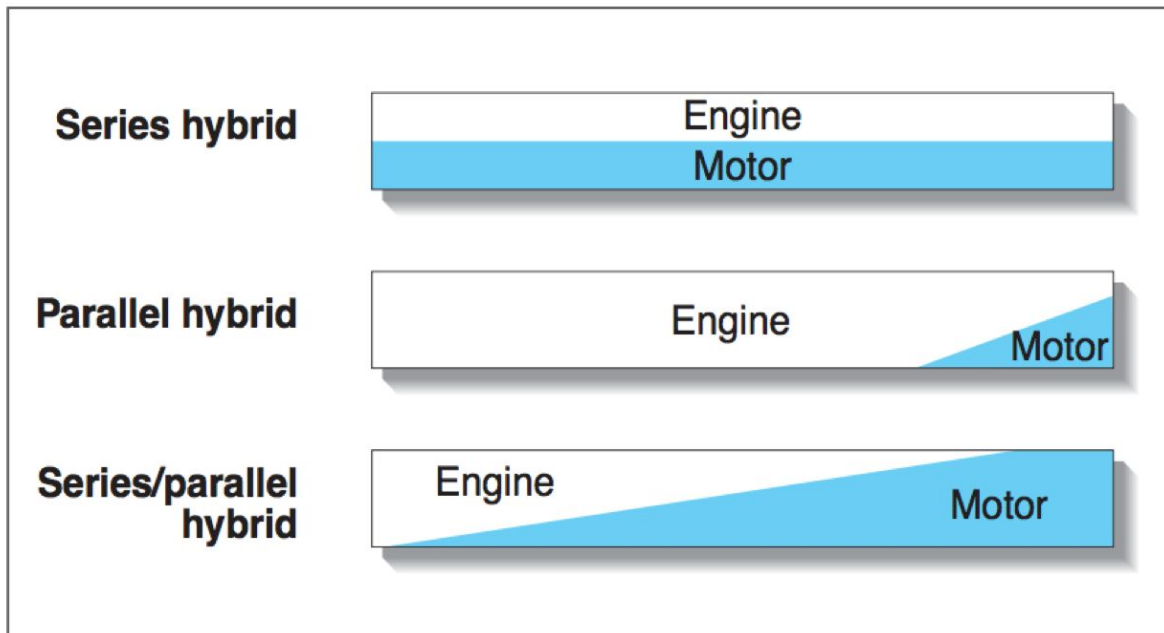 Series hybrid
Engine
Motor
Parallel hybrid
Engine
Motor
Series/parallel
hybrid
Engine
Motor